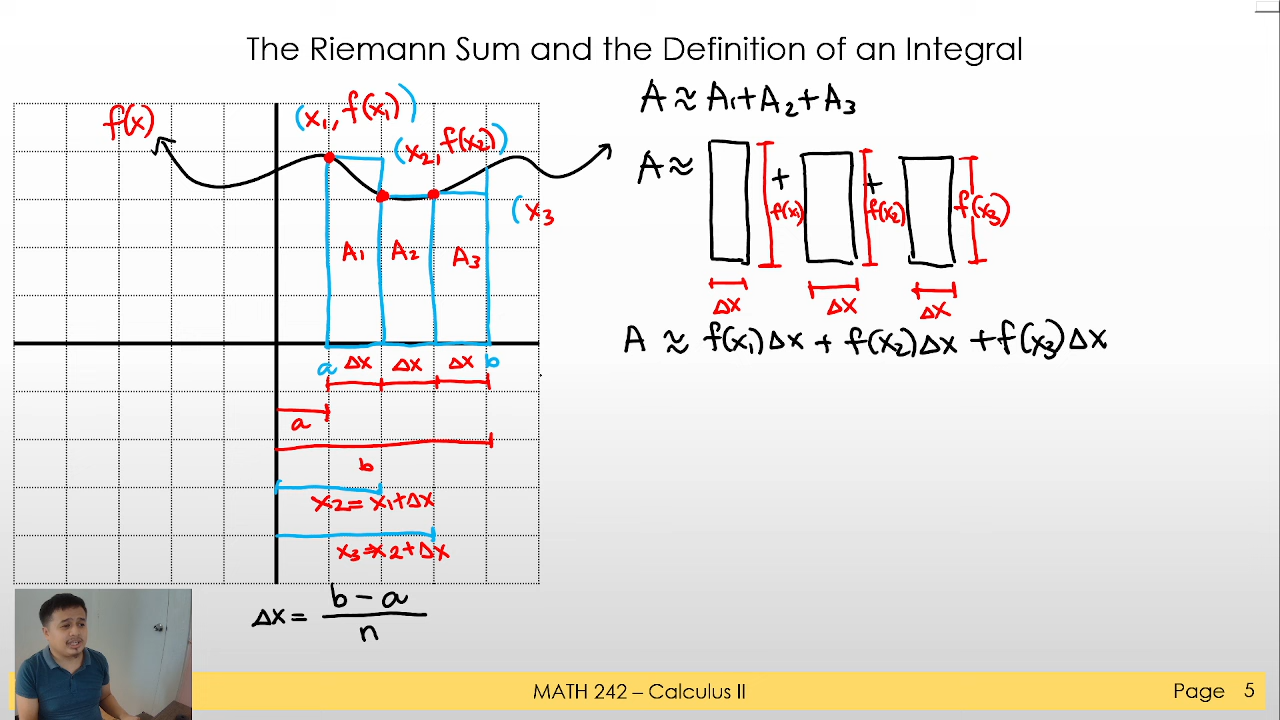 The Riemann Sum and the Definition of an Integral
f(x)
(x₁, f(x₁))
(x₂, f(x₂))
(x₃
A₁
A₂
A₃
a
Δx
Δx
Δx
b
a
b
x₂ = x₁ + Δx
x₃ = x₂ + Δx
Δx = b - a / n
A ≈ A₁ + A₂ + A₃
A ≈ + +
f(x₁)
f(x₂)
f(x₃)
Δx
Δx
Δx
A ≈ f(x₁)Δx + f(x₂)Δx + f(x₃)Δx
MATH 242 – Calculus II
Page 5